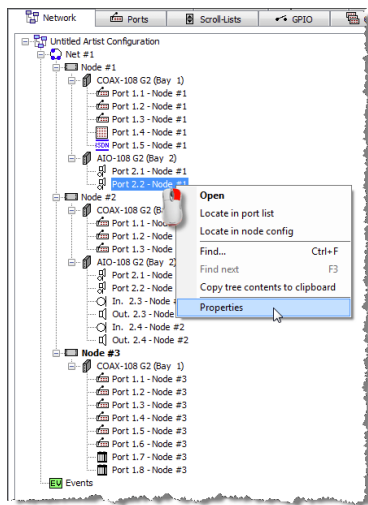 Network
Ports
Scroll-Lists
GPIO
Untitled Artist Configuration
Net #1
Node #1
COAX-108 G2 (Bay 1)
Port 1.1 - Node #1
Port 1.2 - Node #1
Port 1.3 - Node #1
Port 1.4 - Node #1
ISDN Port 1.5 - Node #1
AIO-108 G2 (Bay 2)
Port 2.1 - Node #1
Port 2.2 - Node #1
Node #2
COAX-108 G2 (B
Port 1.1 - Nod
Port 1.2 - Node
Port 1.3 - Node
AIO-108 G2 (Bay 2)
Port 2.1 - Node
Port 2.2 - Node
In. 2.3 - Node
Out. 2.3 - Node
In. 2.4 - Node #2
Out. 2.4 - Node #2
Node #3
COAX-108 G2 (Bay 1)
Port 1.1 - Node #3
Port 1.2 - Node #3
Port 1.3 - Node #3
Port 1.4 - Node #3
Port 1.5 - Node #3
Port 1.6 - Node #3
Port 1.7 - Node #3
Port 1.8 - Node #3
EV Events
Open
Locate in port list
Locate in node config
Find... Ctrl+F
Find next F3
Copy tree contents to clipboard
Properties